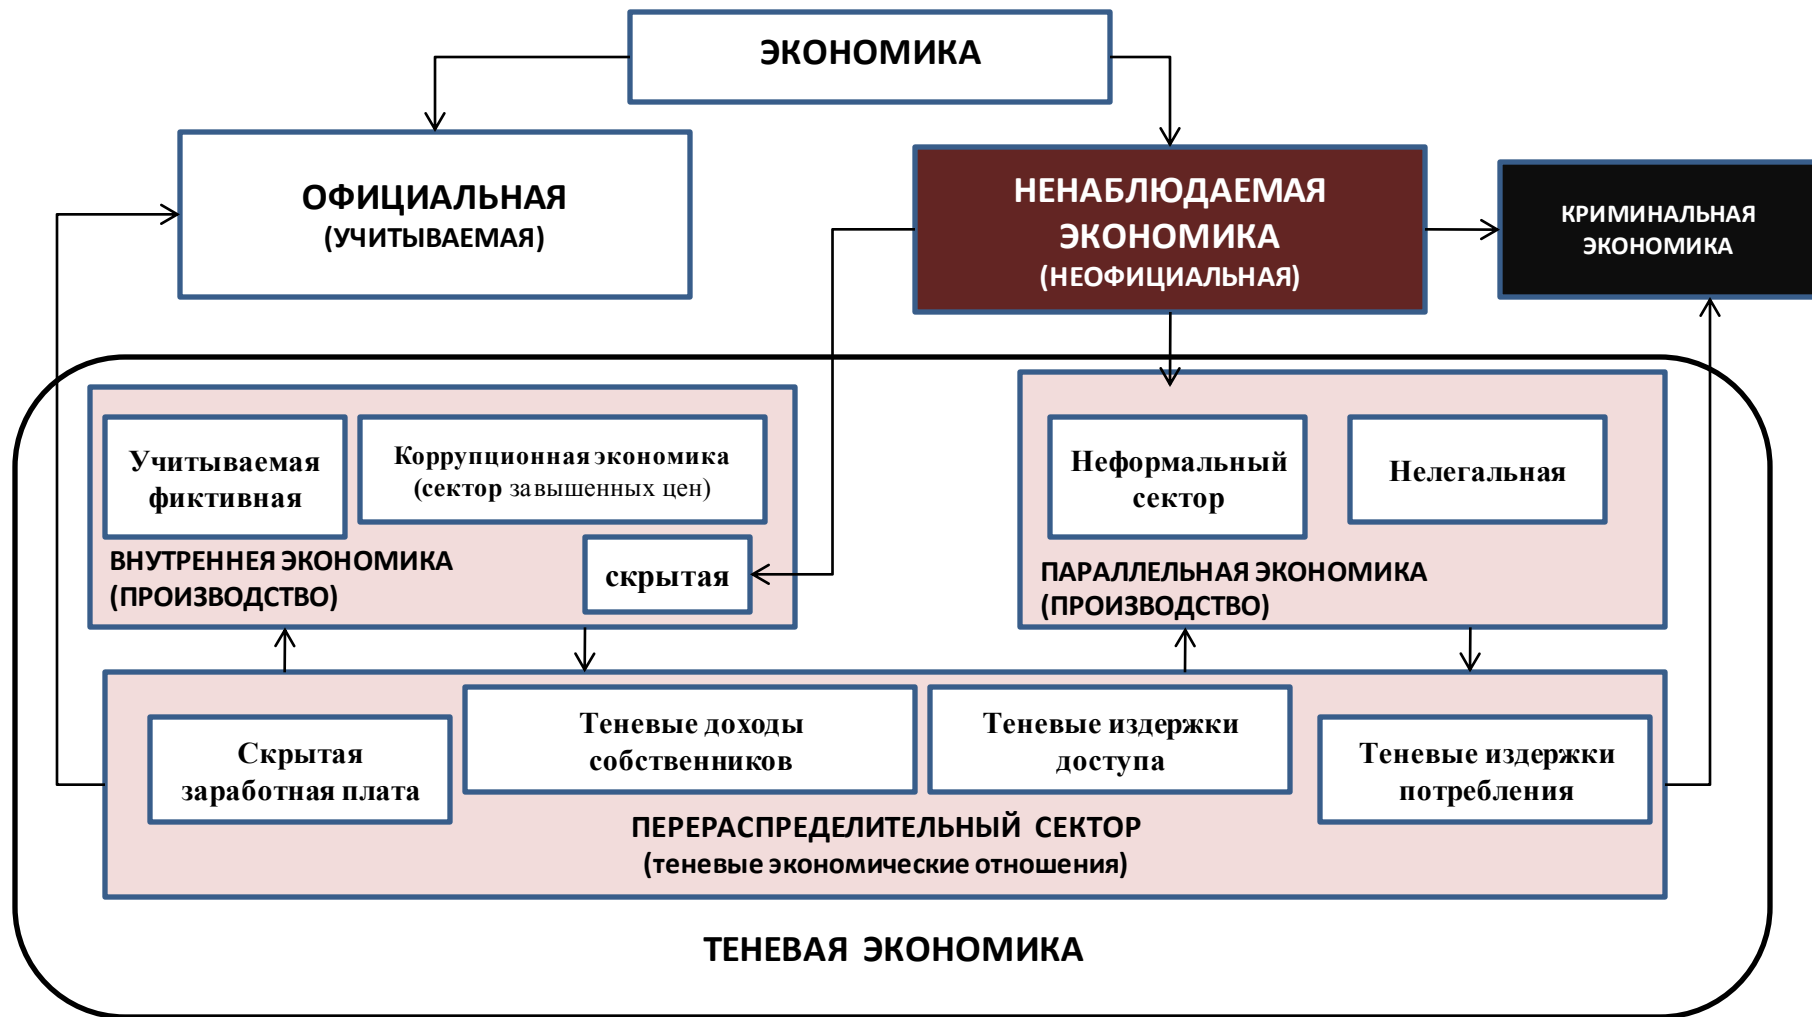 ЭКОНОМИКА
ОФИЦИАЛЬНАЯ
(УЧИТЫВАЕМАЯ)
НЕНАБЛЮДАЕМАЯ
ЭКОНОМИКА
(НЕОФИЦИАЛЬНАЯ)
КРИМИНАЛЬНАЯ
ЭКОНОМИКА
Учитываемая
фиктивная
Коррупционная экономика
(сектор завышенных цен)
скрытая
ВНУТРЕННЕЯ ЭКОНОМИКА
(ПРОИЗВОДСТВО)
Неформальный
сектор
Нелегальная
ПАРАЛЛЕЛЬНАЯ ЭКОНОМИКА
(ПРОИЗВОДСТВО)
Скрытая
заработная плата
Теневые доходы
собственников
Теневые издержки
доступа
Теневые издержки
потребления
ПЕРЕРАСПРЕДЕЛИТЕЛЬНЫЙ СЕКТОР
(теневые экономические отношения)
ТЕНЕВАЯ ЭКОНОМИКА